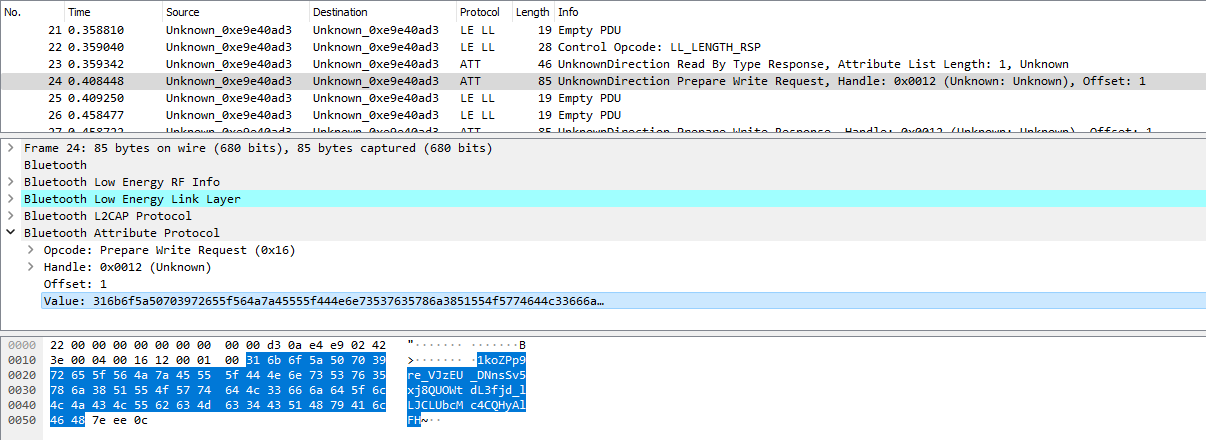 No. Time Source Destination Protocol Length Info
21 0.358810 Unknown_0xe9e40ad3 Unknown_0xe9e40ad3 LE LL 19 Empty PDU
22 0.359040 Unknown_0xe9e40ad3 Unknown_0xe9e40ad3 LE LL 28 Control Opcode: LL_LENGTH_RSP
23 0.359342 Unknown_0xe9e40ad3 Unknown_0xe9e40ad3 ATT 46 UnknownDirection Read By Type Response, Attribute List Length: 1, Unknown
24 0.408448 Unknown_0xe9e40ad3 Unknown_0xe9e40ad3 ATT 85 UnknownDirection Prepare Write Request, Handle: 0x0012 (Unknown: Unknown), Offset: 1
25 0.409250 Unknown_0xe9e40ad3 Unknown_0xe9e40ad3 LE LL 19 Empty PDU
26 0.458477 Unknown_0xe9e40ad3 Unknown_0xe9e40ad3 LE LL 19 Empty PDU
27 0.458722 Unknown_0xe9e40ad3 Unknown_0xe9e40ad3 ATT 85 UnknownDirection Prepare Write Response, Handle: 0x0012 (Unknown: Unknown), Offset: 1
Frame 24: 85 bytes on wire (680 bits), 85 bytes captured (680 bits)
Bluetooth
Bluetooth Low Energy RF Info
Bluetooth Low Energy Link Layer
Bluetooth L2CAP Protocol
Bluetooth Attribute Protocol
Opcode: Prepare Write Request (0x16)
Handle: 0x0012 (Unknown)
Offset: 1
Value: 316b6f5a50703972655f564a7a45555f444e6e73537635786a3851554f5774644c33666a…
0000 22 00 00 00 00 00 00 00 00 00 d3 0a e4 e9 02 42 "······· ·······B
0010 3e 00 04 00 16 12 00 01 00 31 6b 6f 5a 50 70 39 >······· ·1koZPp9
0020 72 65 5f 56 4a 7a 45 55 5f 44 4e 6e 73 53 76 35 re_VJzEU _DNnsSv5
0030 78 6a 38 51 55 4f 57 74 64 4c 33 66 6a 64 5f 6c xj8QUOWt dL3fjd_l
0040 4c 4a 43 4c 55 62 63 4d 63 34 43 51 48 79 41 6c LJCLUbcM c4CQHyAl
0050 46 48 7e ee 0c FH~··